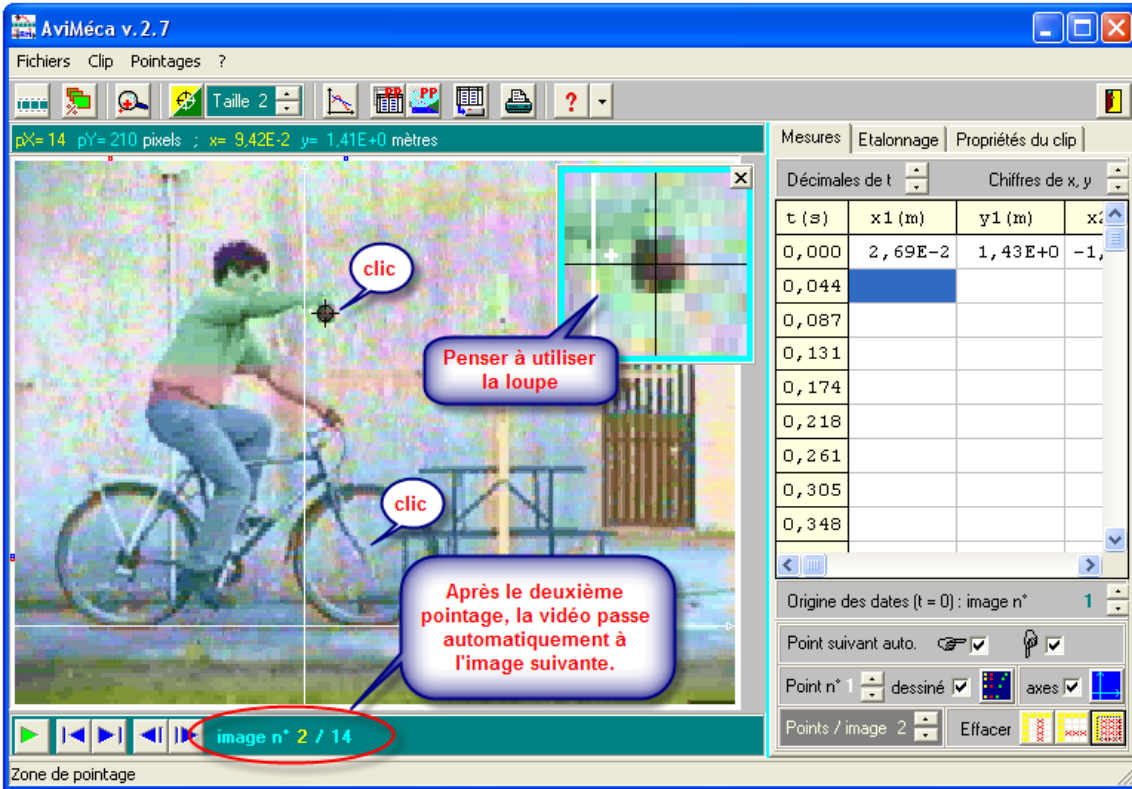 AviMéca v. 2.7
Fichiers Clip Pointages ?
Taille 2
pX= 14 pY= 210 pixels ; x= 9,42E-2 y= 1,41E+0 mètres
clic
Penser à utiliser
la loupe
clic
Après le deuxième
pointage, la vidéo passe
automatiquement à
l'image suivante.
image n° 2 / 14
Zone de pointage
Mesures Etalonnage Propriétés du clip
Décimales de t Chiffres de x, y
t (s) x1 (m) y1 (m)
0,000 2,69E-2 1,43E+0 -1,
0,044
0,087
0,131
0,174
0,218
0,261
0,305
0,348
Origine des dates (t = 0) : image n° 1
Point suivant auto.
Point n° 1 dessiné axes
Points / image 2 Effacer